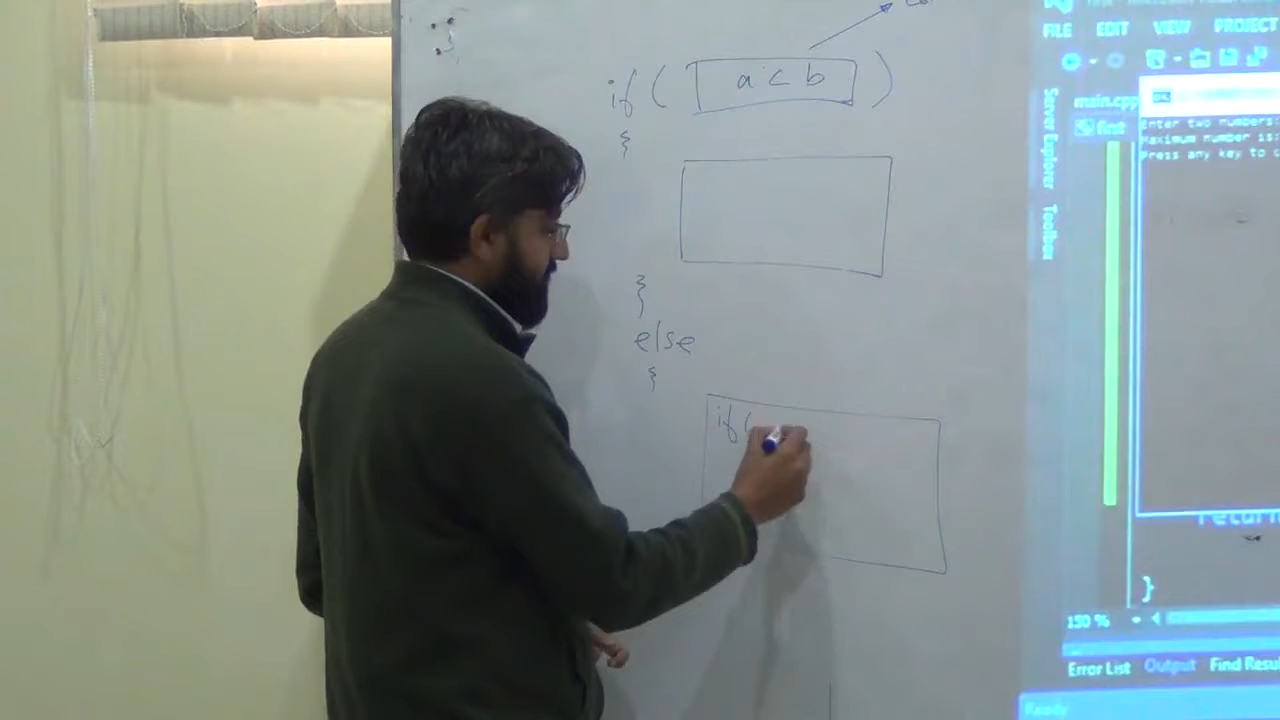 if ( a < b )
{
}
else
{
if (
FILE EDIT VIEW PROJECT
main.cpp
first
Server Explorer Toolbox
Enter two numbers:
Maximum number is:
Press any key to
return
}
150 %
Error List Output Find Resu
Ready